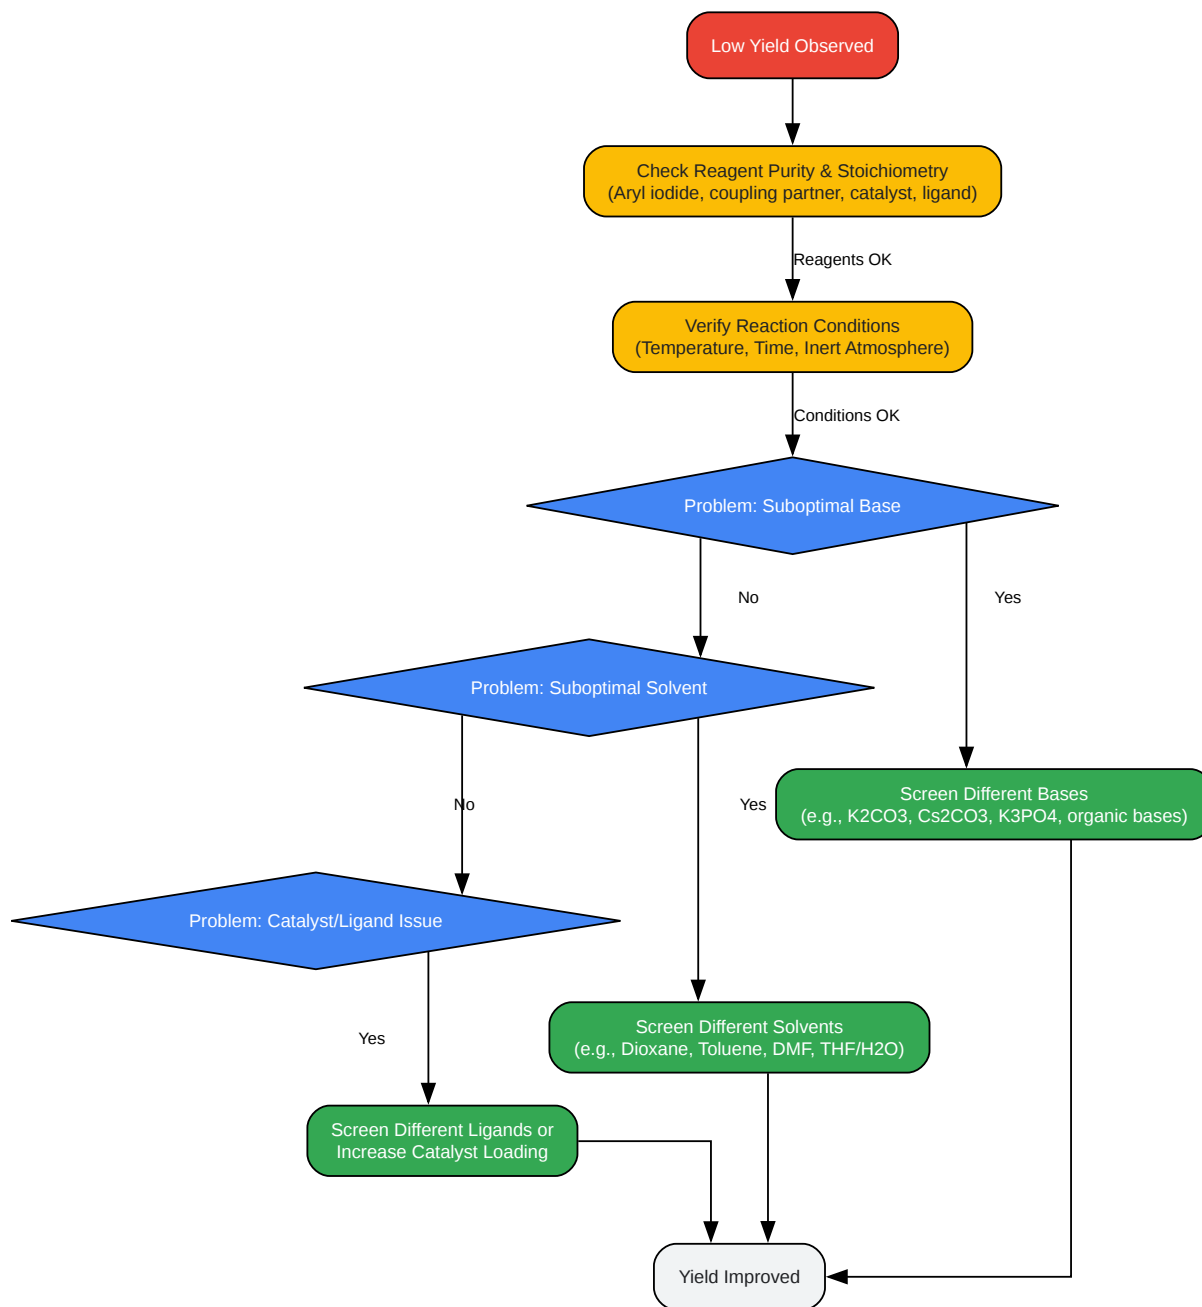 Low Yield Observed
Check Reagent Purity & Stoichiometry
(Aryl iodide, coupling partner, catalyst, ligand)
Reagents OK
Verify Reaction Conditions
(Temperature, Time, Inert Atmosphere)
Conditions OK
Problem: Suboptimal Base
No
Yes
Problem: Suboptimal Solvent
No
Yes
Screen Different Bases
(e.g., K2CO3, Cs2CO3, K3PO4, organic bases)
Problem: Catalyst/Ligand Issue
Yes
Screen Different Solvents
(e.g., Dioxane, Toluene, DMF, THF/H2O)
Screen Different Ligands or
Increase Catalyst Loading
Yield Improved